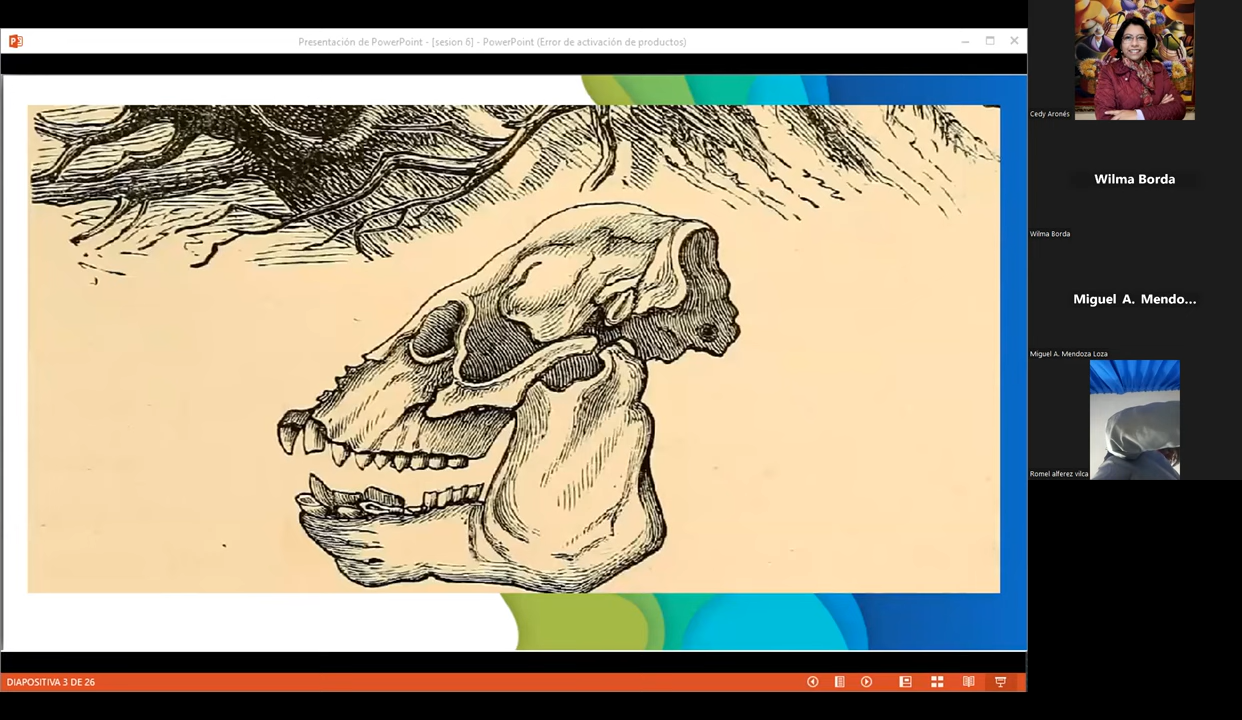 Presentación de PowerPoint - [sesion 6] - PowerPoint (Error de activación de productos)
Cedy Aronés
Wilma Borda
Wilma Borda
Miguel A. Mendo...
Miguel A. Mendoza Loza
Romel alferez vilca
DIAPOSITIVA 3 DE 26